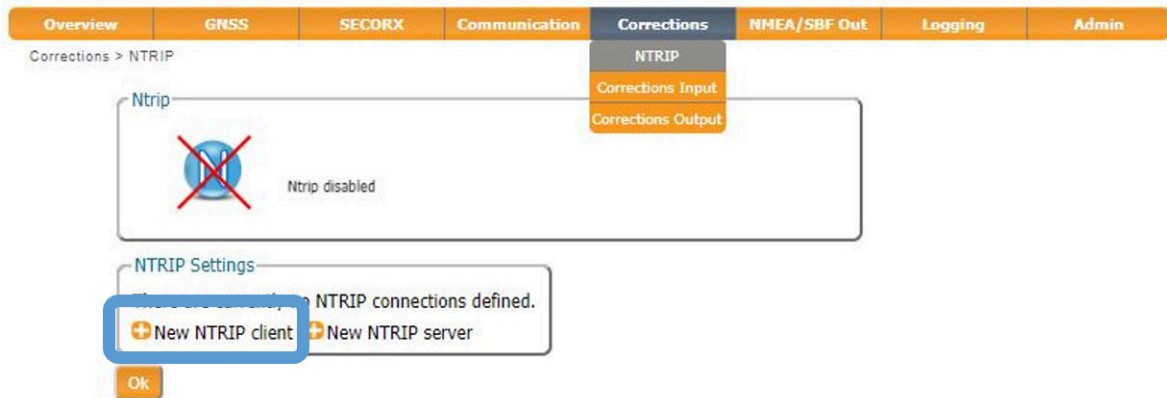 Overview GNSS SECORX Communication Corrections NMEA/SBF Out Logging Admin
Corrections > NTRIP
NTRIP
Corrections Input
Corrections Output
Ntrip
N
Ntrip disabled
NTRIP Settings
NTRIP connections defined.
New NTRIP client New NTRIP server
Ok